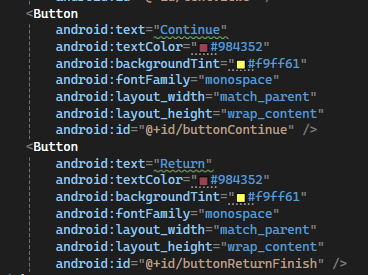 <Button
android:text="Continue"
android:textColor="#984352"
android:backgroundTint="#f9ff61"
android:fontFamily="monospace"
android:layout_width="match_parent"
android:layout_height="wrap_content"
android:id="@+id/buttonContinue" />
<Button
android:text="Return"
android:textColor="#984352"
android:backgroundTint="#f9ff61"
android:fontFamily="monospace"
android:layout_width="match_parent"
android:layout_height="wrap_content"
android:id="@+id/buttonReturnFinish" />